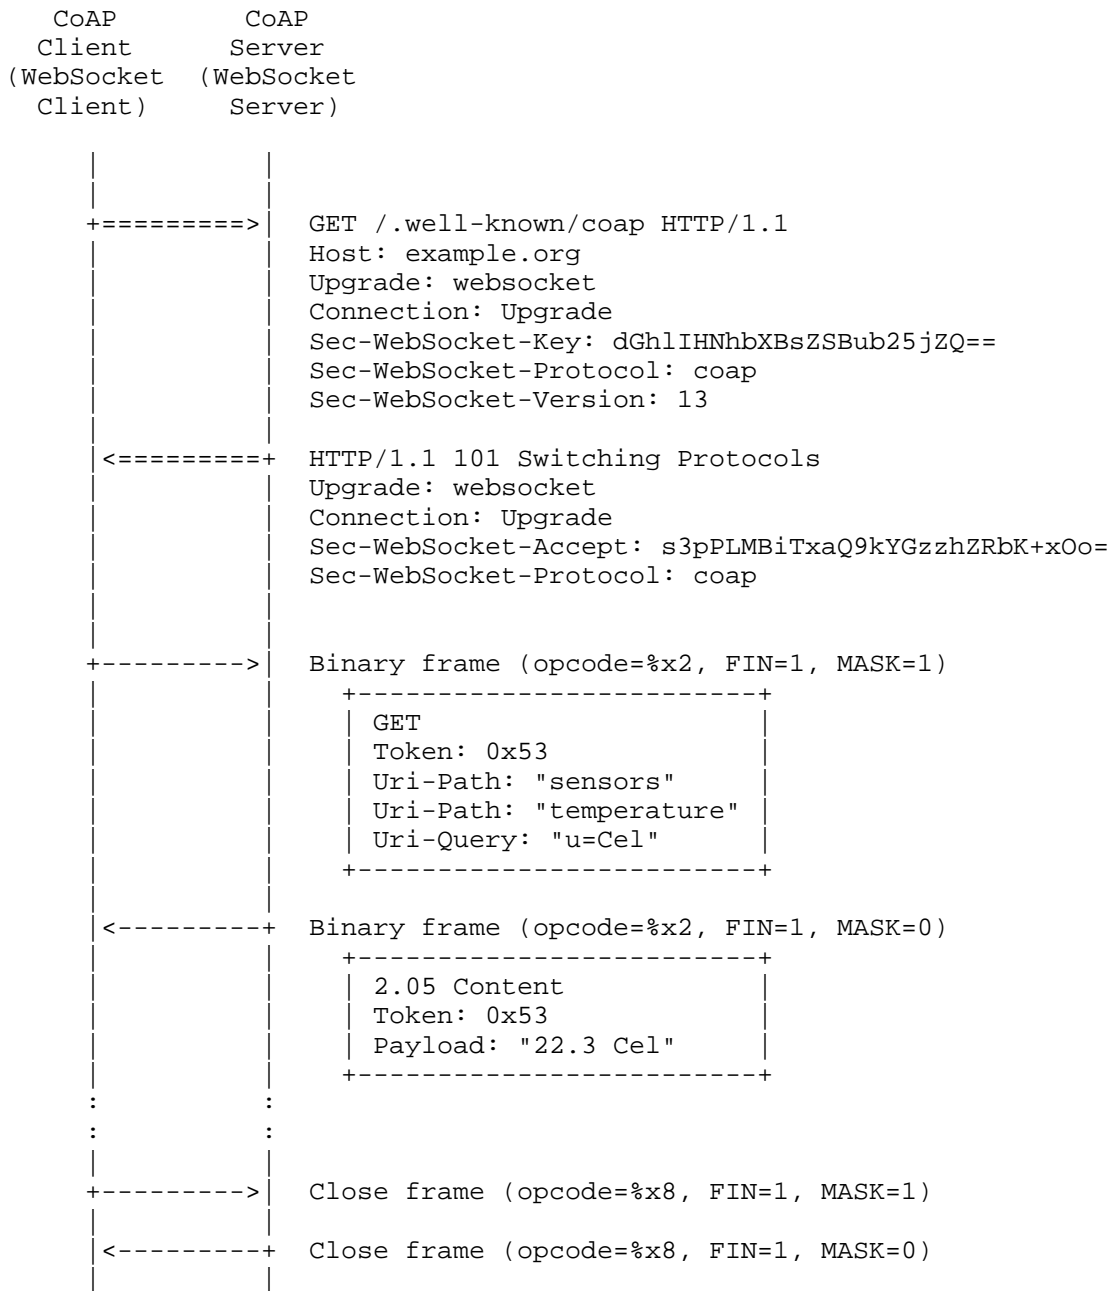 CoAP CoAP
Client Server
(WebSocket (WebSocket
Client) Server)
GET /.well-known/coap HTTP/1.1
Host: example.org
Upgrade: websocket
Connection: Upgrade
Sec-WebSocket-Key: dGhlIHNhbXBsZSBub25jZQ==
Sec-WebSocket-Protocol: coap
Sec-WebSocket-Version: 13
HTTP/1.1 101 Switching Protocols
Upgrade: websocket
Connection: Upgrade
Sec-WebSocket-Accept: s3pPLMBiTxaQ9kYGzzhZRbK+xOo=
Sec-WebSocket-Protocol: coap
Binary frame (opcode=%x2, FIN=1, MASK=1)
GET
Token: 0x53
Uri-Path: "sensors"
Uri-Path: "temperature"
Uri-Query: "u=Cel"
Binary frame (opcode=%x2, FIN=1, MASK=0)
2.05 Content
Token: 0x53
Payload: "22.3 Cel"
Close frame (opcode=%x8, FIN=1, MASK=1)
Close frame (opcode=%x8, FIN=1, MASK=0)